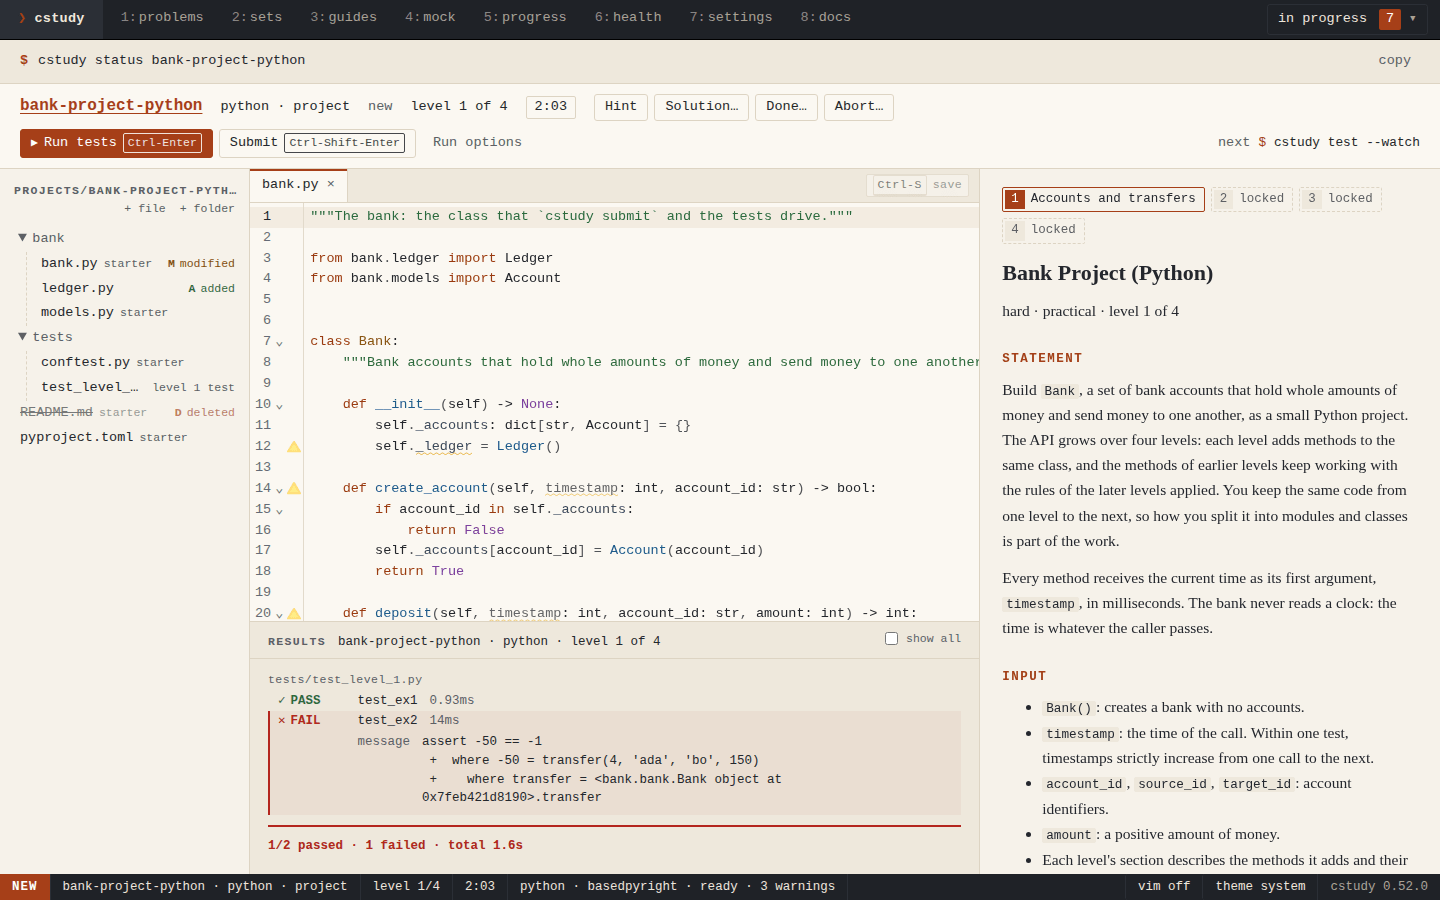 ❯ cstudy 1:problems 2:sets 3:guides 4:mock 5:progress 6:health 7:settings 8:docs in progress 7 ▾
$ cstudy status bank-project-python copy
bank-project-python python · project new level 1 of 4 2:03 Hint Solution… Done… Abort…
▶ Run tests Ctrl-Enter Submit Ctrl-Shift-Enter Run options next $ cstudy test --watch
PROJECTS/BANK-PROJECT-PYTH…
+ file + folder
▼ bank
bank.py starter M modified
ledger.py A added
models.py starter
▼ tests
conftest.py starter
test_level_… level 1 test
README.md starter D deleted
pyproject.toml starter
bank.py × Ctrl-S save
1 """The bank: the class that `cstudy submit` and the tests drive."""
2
3 from bank.ledger import Ledger
4 from bank.models import Account
5
6
7 class Bank:
8 """Bank accounts that hold whole amounts of money and send money to one another
9
10 def __init__(self) -> None:
11 self._accounts: dict[str, Account] = {}
12 self._ledger = Ledger()
13
14 def create_account(self, timestamp: int, account_id: str) -> bool:
15 if account_id in self._accounts:
16 return False
17 self._accounts[account_id] = Account(account_id)
18 return True
19
20 def deposit(self, timestamp: int, account_id: str, amount: int) -> int:
RESULTS bank-project-python · python · level 1 of 4 show all
tests/test_level_1.py
✓ PASS test_ex1 0.93ms
✕ FAIL test_ex2 14ms
message assert -50 == -1
+ where -50 = transfer(4, 'ada', 'bo', 150)
+ where transfer = <bank.bank.Bank object at
0x7feb421d8190>.transfer
1/2 passed · 1 failed · total 1.6s
1 Accounts and transfers 2 locked 3 locked
4 locked
Bank Project (Python)
hard · practical · level 1 of 4
STATEMENT
Build Bank, a set of bank accounts that hold whole amounts of
money and send money to one another, as a small Python project.
The API grows over four levels: each level adds methods to the
same class, and the methods of earlier levels keep working with
the rules of the later levels applied. You keep the same code from
one level to the next, so how you split it into modules and classes
is part of the work.
Every method receives the current time as its first argument,
timestamp, in milliseconds. The bank never reads a clock: the
time is whatever the caller passes.
INPUT
• Bank(): creates a bank with no accounts.
• timestamp: the time of the call. Within one test,
timestamps strictly increase from one call to the next.
• account_id, source_id, target_id: account
identifiers.
• amount: a positive amount of money.
• Each level's section describes the methods it adds and their
NEW bank-project-python · python · project level 1/4 2:03 python · basedpyright · ready · 3 warnings vim off theme system cstudy 0.52.0